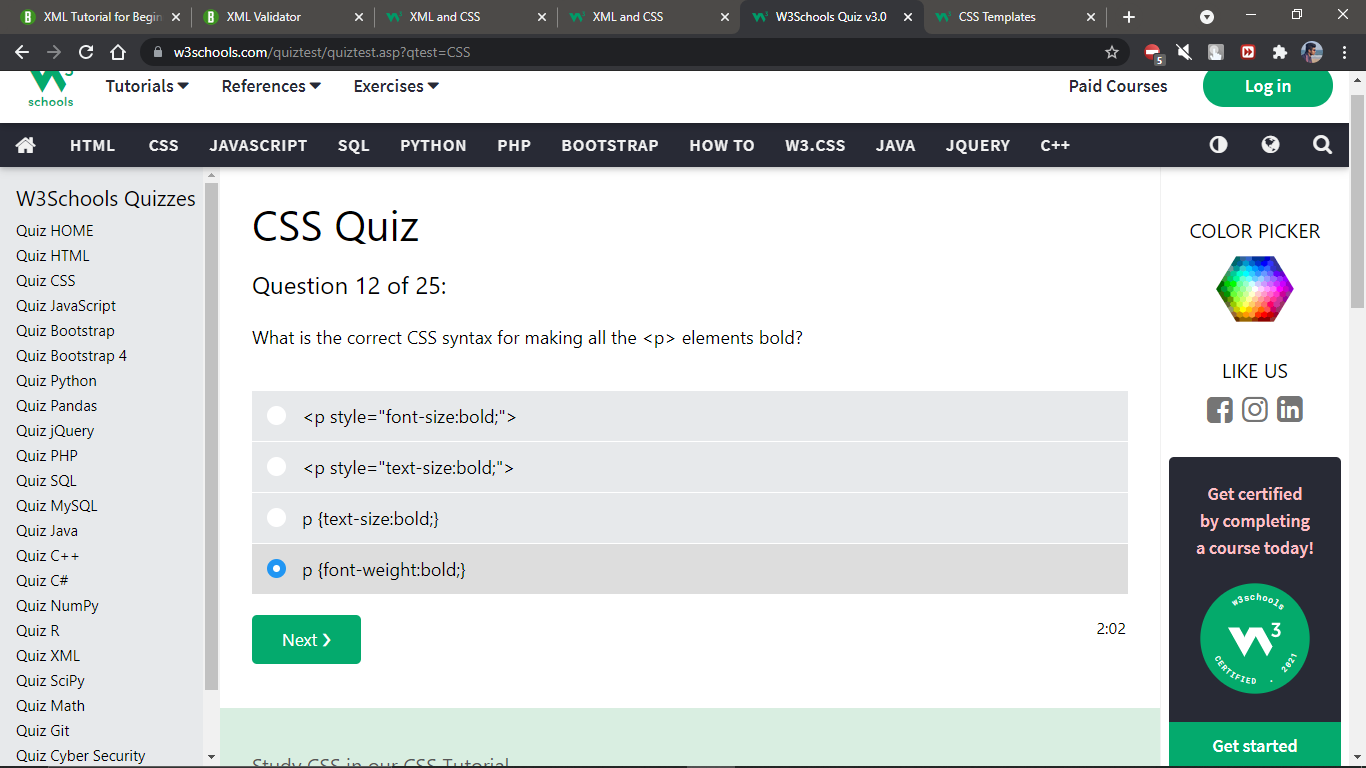 XML Tutorial for Begin
XML Validator
XML and CSS
XML and CSS
W3Schools Quiz v3.0
CSS Templates
w3schools.com/quiztest/quiztest.asp?qtest=CSS
5
3
schools
Tutorials
References
Exercises
Paid Courses
Log in
HTML
CSS
JAVASCRIPT
SQL
PYTHON
PHP
BOOTSTRAP
HOW TO
W3.CSS
JAVA
JQUERY
C++
W3Schools Quizzes
Quiz HOME
Quiz HTML
Quiz CSS
Quiz JavaScript
Quiz Bootstrap
Quiz Bootstrap 4
Quiz Python
Quiz Pandas
Quiz jQuery
Quiz PHP
Quiz SQL
Quiz MySQL
Quiz Java
Quiz C++
Quiz C#
Quiz NumPy
Quiz R
Quiz XML
Quiz SciPy
Quiz Math
Quiz Git
Quiz Cyber Security
CSS Quiz
Question 12 of 25:
What is the correct CSS syntax for making all the <p> elements bold?
<p style="font-size:bold;">
<p style="text-size:bold;">
p {text-size:bold;}
p {font-weight:bold;}
Next ❯
2:02
Study CSS in our CSS Tutorial
COLOR PICKER
LIKE US
Get certified
by completing
a course today!
w3schools
3
CERTIFIED . 2021
Get started